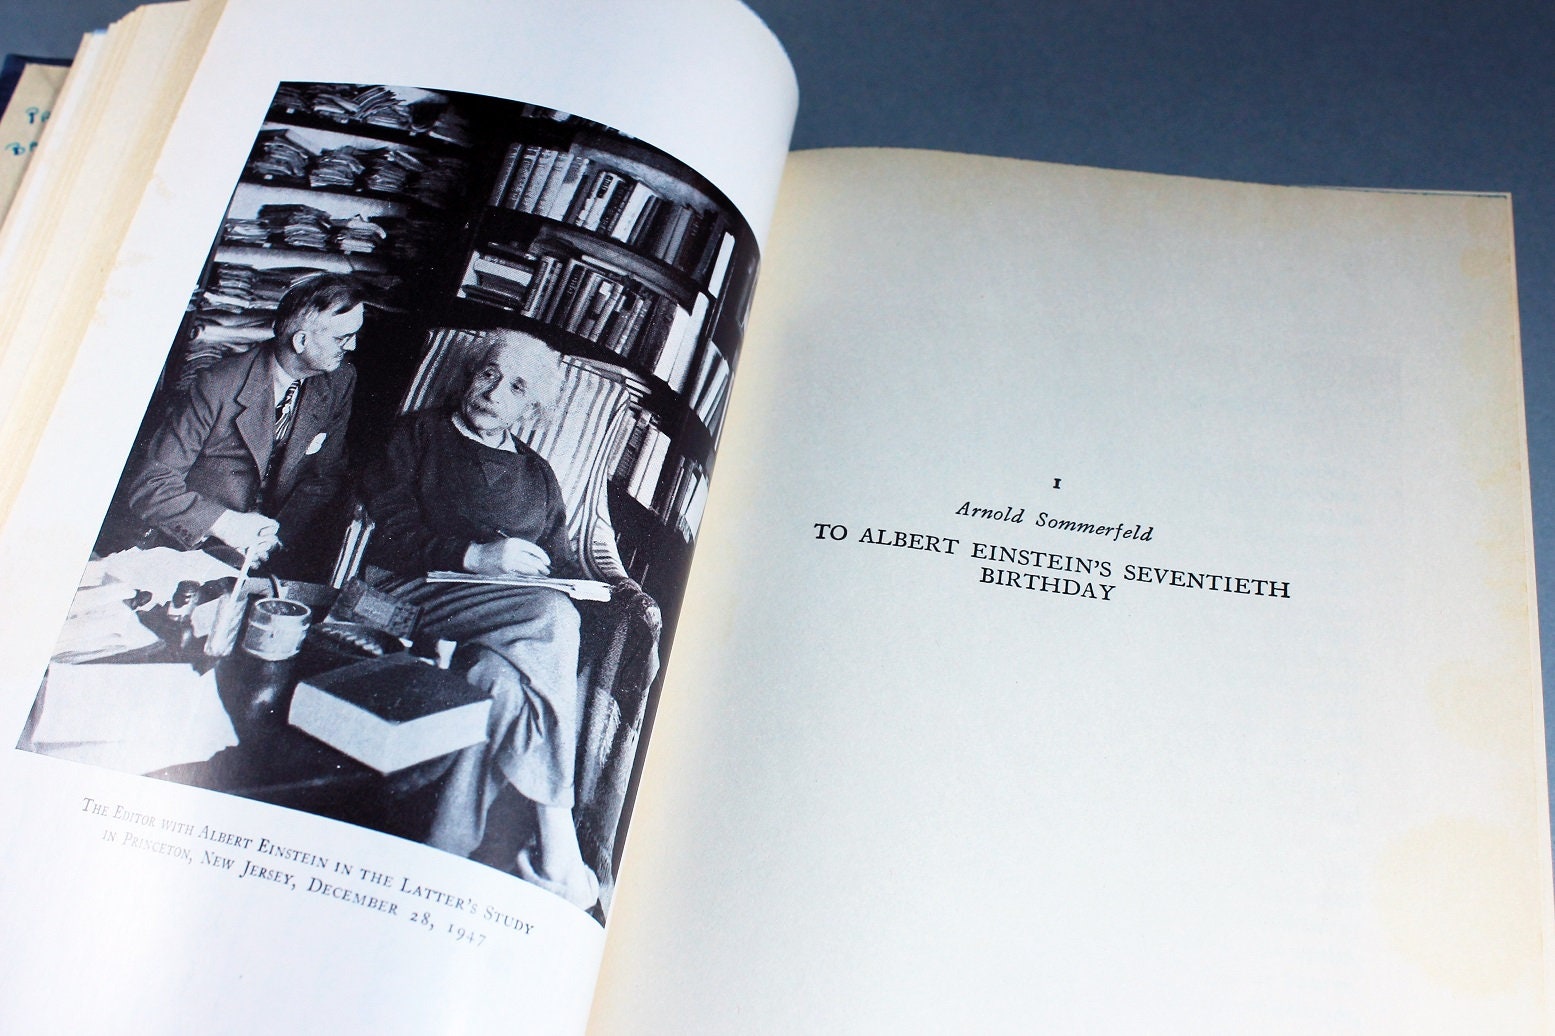 The Editor with Albert Einstein in the Latter's Study
in Princeton, New Jersey, December 28, 1947
I
Arnold Sommerfeld
TO ALBERT EINSTEIN'S SEVENTIETH
BIRTHDAY